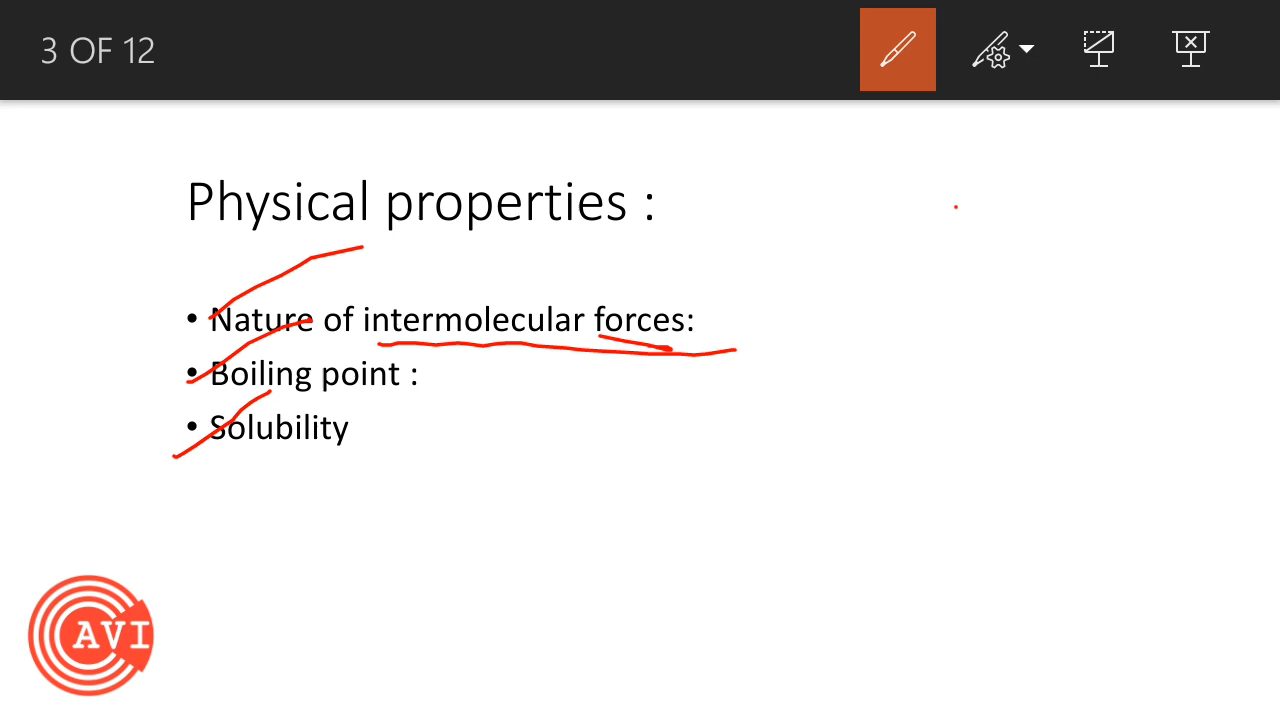 3 OF 12
Physical properties :
• Nature of intermolecular forces:
• Boiling point :
• Solubility
AVI